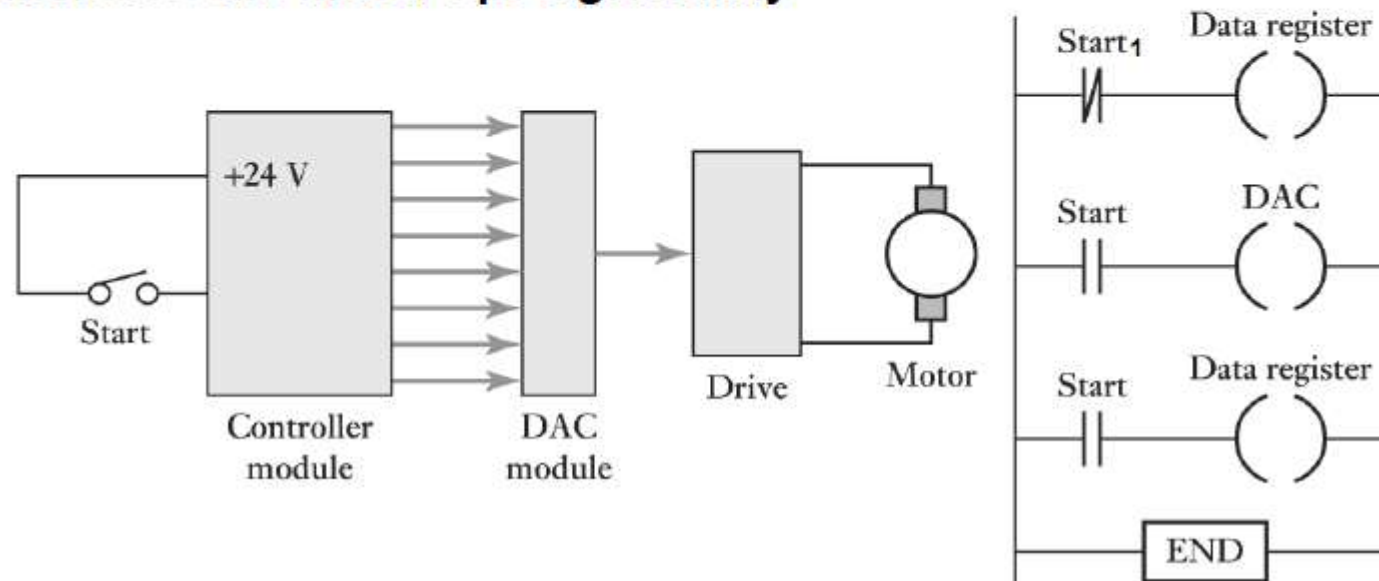 Data register
Start1
+24 V
DAC
Start
Start
Data register
Start
Motor
Drive
Controller
module
DAC
module
END